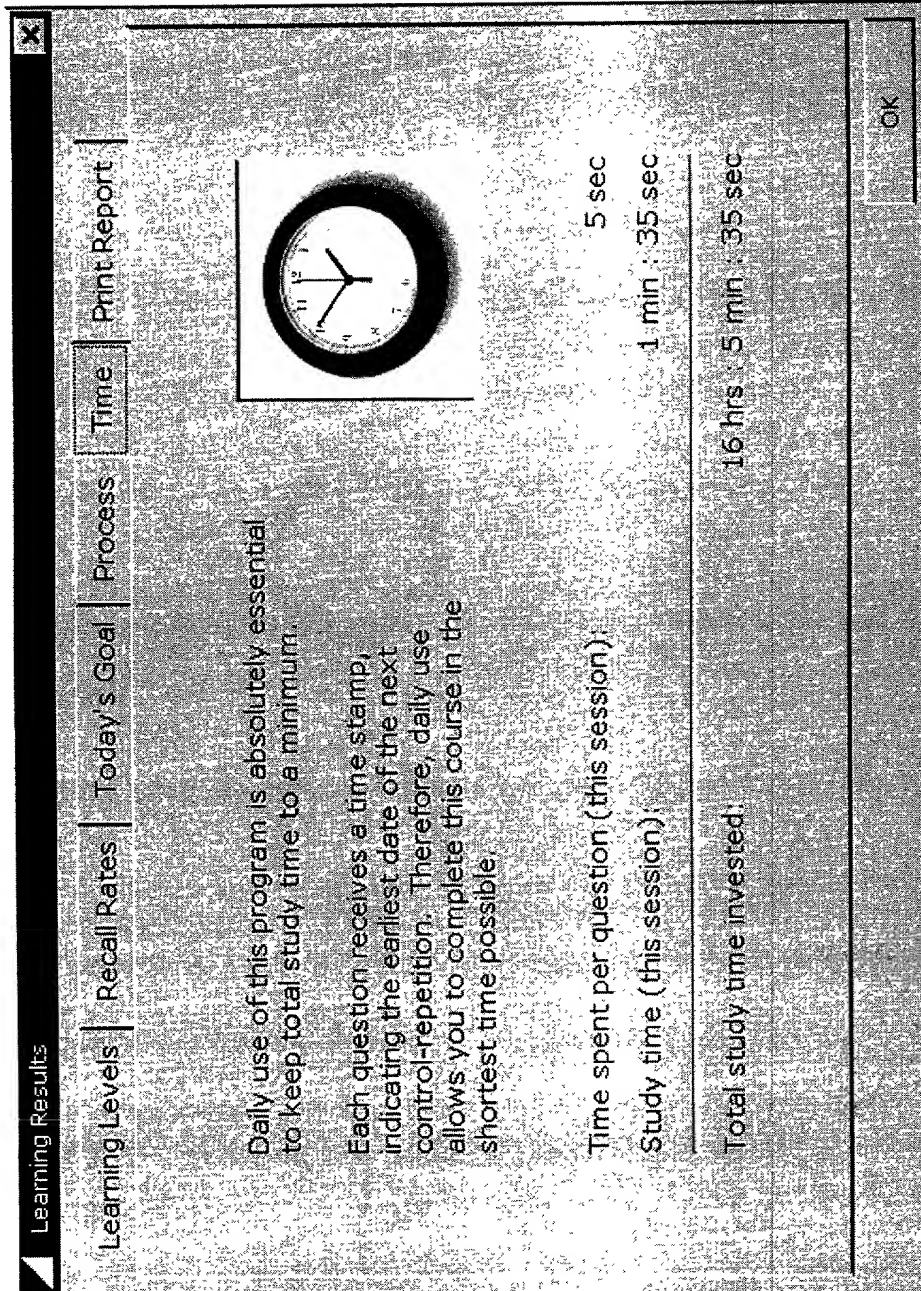 Learning Results
Learning Levels Recall Rates Today's Goal Process Time Print Report
Daily use of this program is absolutely essential
to keep total study time to a minimum.
Each question receives a time stamp,
indicating the earliest date of the next
control-repetition. Therefore, daily use
allows you to complete this course in the
shortest time possible.
Time spent per question (this session): 5 sec
Study time (this session): 1 min : 35 sec
Total study time invested: 16 hrs : 5 min : 35 sec
OK